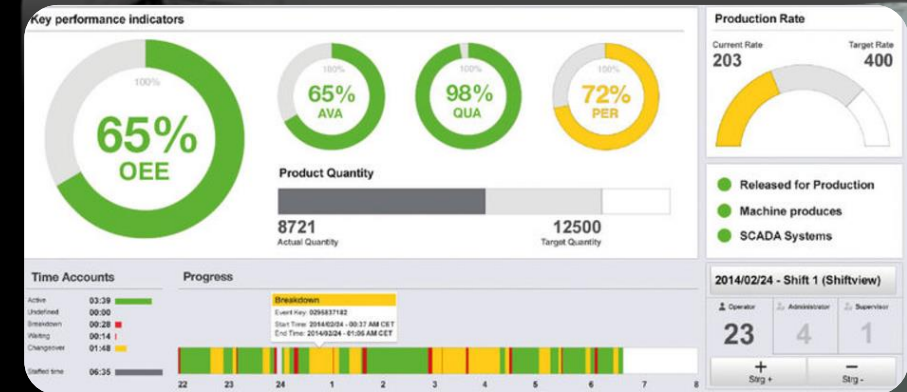 Key performance indicators
100%
65%
OEE
100%
65%
AVA
100%
98%
QUA
100%
72%
PER
Product Quantity
8721
Actual Quantity
12500
Target Quantity
Production Rate
Current Rate
203
Target Rate
400
Released for Production
Machine produces
SCADA Systems
Time Accounts
Active 03:39
Undefined 00:00
Breakdown 00:28
Waiting 00:14
Changeover 01:48
Staffed time 06:35
Progress
Breakdown
Event Key: 0295837182
Start Time: 2014/02/24 - 00:37 AM CET
End Time: 2014/02/24 - 01:05 AM CET
22 23 24 1 2 3 4 5 6 7 8
2014/02/24 - Shift 1 (Shiftview)
Operator
23
Administrator
4
Supervisor
1
+
Strg +
−
Strg -